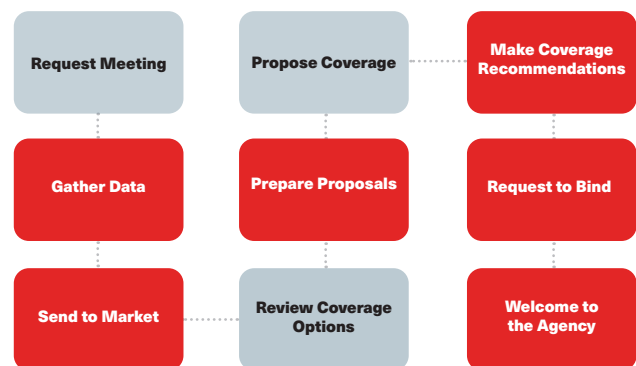 Request Meeting
Gather Data
Send to Market
Review Coverage
Options
Prepare Proposals
Propose Coverage
Make Coverage
Recommendations
Request to Bind
Welcome to
the Agency